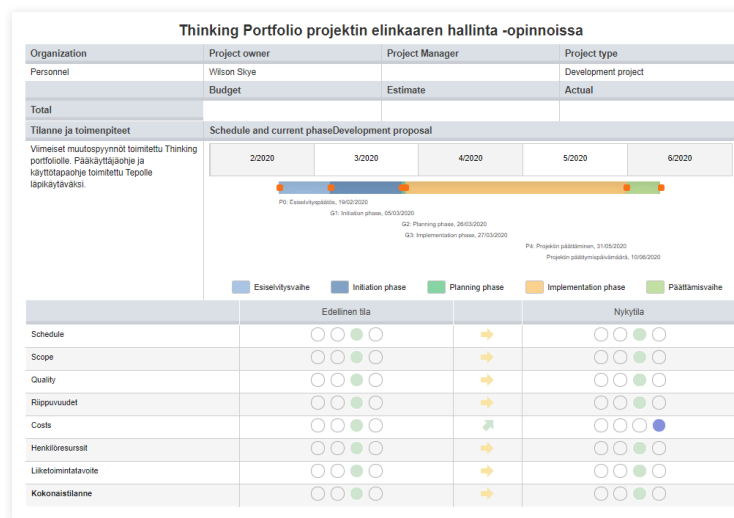 Thinking Portfolio projektin elinkaaren hallinta -opinnoissa
Organization Project owner Project Manager Project type
Personnel Wilson Skye Development project
Budget Estimate Actual
Total
Tilanne ja toimenpiteet Schedule and current phaseDevelopment proposal
Viimeiset muutospyynnöt toimitettu Thinking
portfoliolle. Pääkäyttäjäohje ja
käyttötapaohje toimitettu Tepolle
läpikäytäväksi.
2/2020 3/2020 4/2020 5/2020 6/2020
P0: Esiselvityspäätös, 19/02/2020
G1: Initiation phase, 05/03/2020
G2: Planning phase, 26/03/2020
G3: Implementation phase, 27/03/2020
P4: Projektin päättäminen, 31/05/2020
Projektin päättymispäivämäärä, 10/06/2020
Esiselvitysvaihe Initiation phase Planning phase Implementation phase Päättämisvaihe
Edellinen tila Nykytila
Schedule
Scope
Quality
Riippuvuudet
Costs
Henkilöresurssit
Liiketoimintatavoite
Kokonaistilanne